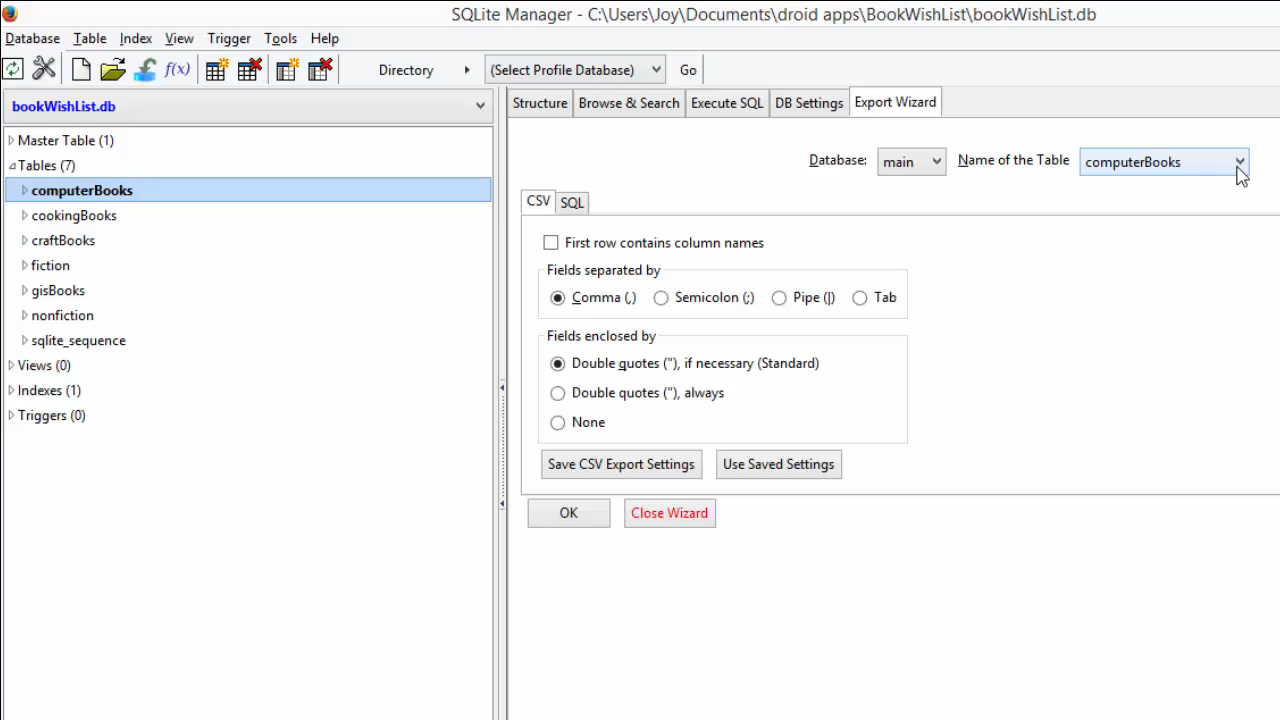 SQLite Manager - C:\Users\Joy\Documents\droid apps\BookWishList\bookWishList.db
Database Table Index View Trigger Tools Help
f(x) Directory (Select Profile Database) Go
bookWishList.db
Master Table (1)
Tables (7)
computerBooks
cookingBooks
craftBooks
fiction
gisBooks
nonfiction
sqlite_sequence
Views (0)
Indexes (1)
Triggers (0)
Structure Browse & Search Execute SQL DB Settings Export Wizard
Database: main Name of the Table computerBooks
CSV SQL
First row contains column names
Fields separated by
Comma (,) Semicolon (;) Pipe (|) Tab
Fields enclosed by
Double quotes ("), if necessary (Standard)
Double quotes ("), always
None
Save CSV Export Settings Use Saved Settings
OK Close Wizard